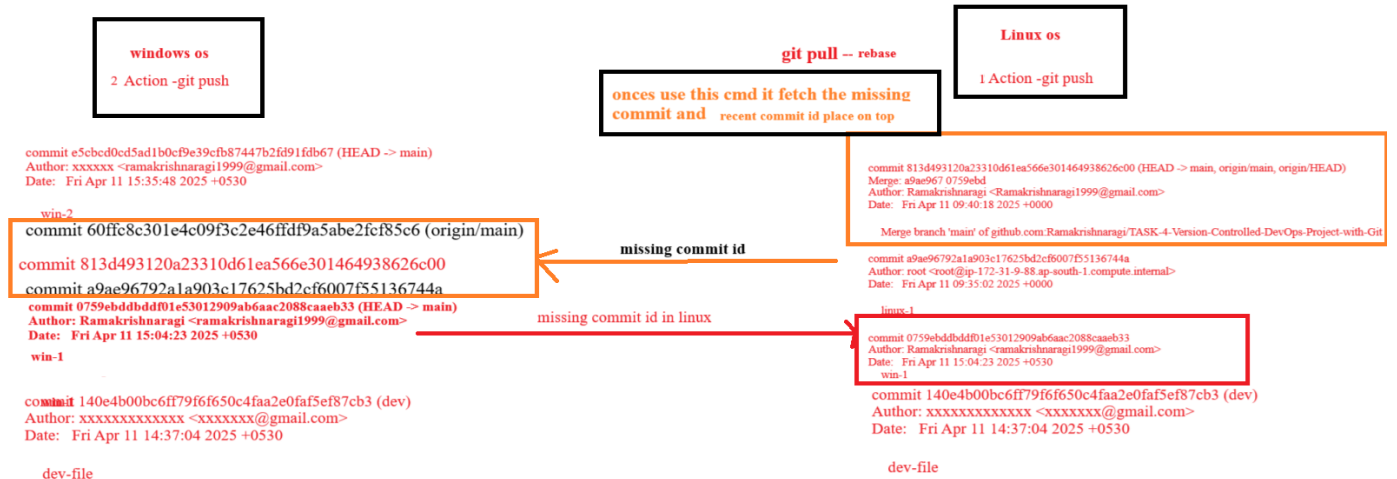 windows os
2 Action -git push
git pull -- rebase
Linux os
1 Action -git push
onces use this cmd it fetch the missing
commit and recent commit id place on top
commit e5cbcd0cd5ad1b0cf9e39cfb87447b2fd91fdb67 (HEAD -> main)
Author: xxxxxx <ramakrishnaragi1999@gmail.com>
Date: Fri Apr 11 15:35:48 2025 +0530
win-2
commit 60ffc8c301e4c09f3c2e46ffdf9a5abe2fcf85c6 (origin/main)
commit 813d493120a23310d61ea566e301464938626c00
commit a9ae96792a1a903c17625bd2cf6007f55136744a
commit 0759ebddbddf01e53012909ab6aac2088caaeb33 (HEAD -> main)
Author: Ramakrishnaragi <ramakrishnaragi1999@gmail.com>
Date: Fri Apr 11 15:04:23 2025 +0530
win-1
commit 140e4b00bc6ff79f6f650c4faa2e0faf5ef87cb3 (dev)
Author: xxxxxxxxxxxxx <xxxxxxx@gmail.com>
Date: Fri Apr 11 14:37:04 2025 +0530
dev-file
missing commit id
missing commit id in linux
commit 813d493120a23310d61ea566e301464938626c00 (HEAD -> main, origin/main, origin/HEAD)
Merge: a9ae967 0759ebd
Author: Ramakrishnaragi <Ramakrishnaragi1999@gmail.com>
Date: Fri Apr 11 09:40:18 2025 +0000
Merge branch 'main' of github.com:Ramakrishnaragi/TASK-4-Version-Controlled-DevOps-Project-with-Git
commit a9ae96792a1a903c17625bd2cf6007f55136744a
Author: root <root@ip-172-31-9-88.ap-south-1.compute.internal>
Date: Fri Apr 11 09:35:02 2025 +0000
linux-1
commit 0759ebddbddf01e53012909ab6aac2088caaeb33
Author: Ramakrishnaragi <ramakrishnaragi1999@gmail.com>
Date: Fri Apr 11 15:04:23 2025 +0530
win-1
commit 140e4b00bc6ff79f6f650c4faa2e0faf5ef87cb3 (dev)
Author: xxxxxxxxxxxxx <xxxxxxx@gmail.com>
Date: Fri Apr 11 14:37:04 2025 +0530
dev-file